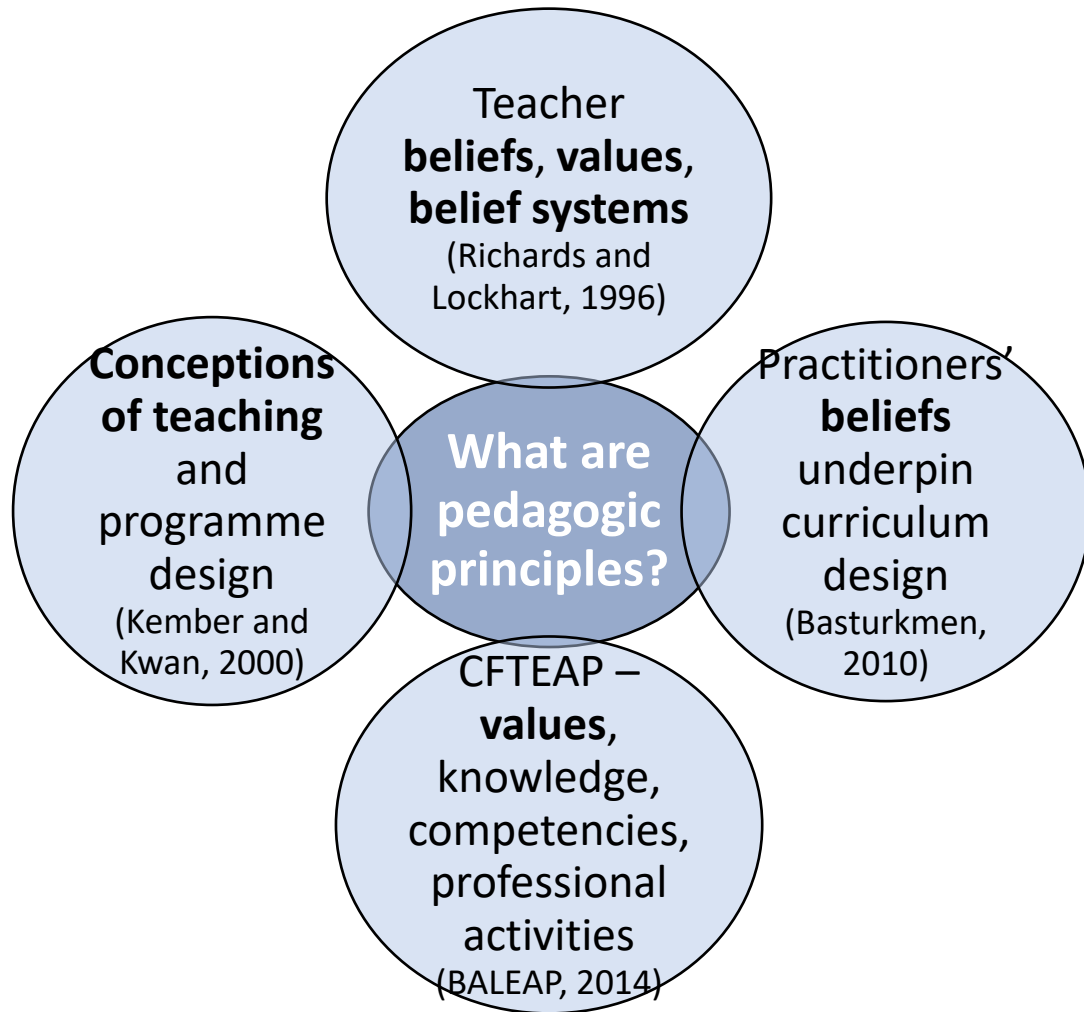 Teacher
beliefs, values,
belief systems
(Richards and
Lockhart, 1996)
Conceptions
of teaching
and
programme
design
(Kember and
Kwan, 2000)
What are
pedagogic
principles?
Practitioners’
beliefs
underpin
curriculum
design
(Basturkmen,
2010)
CFTEAP –
values,
knowledge,
competencies,
professional
activities
(BALEAP, 2014)